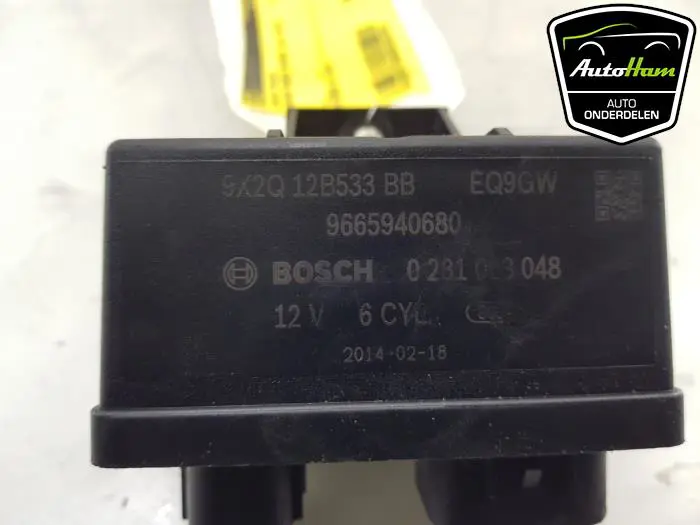 AutoHam
AUTO
ONDERDELEN
9X2Q 12B533 BB EQ9GW
9665940680
BOSCH 0 281 003 048
12 V 6 CYL.
2014-02-18